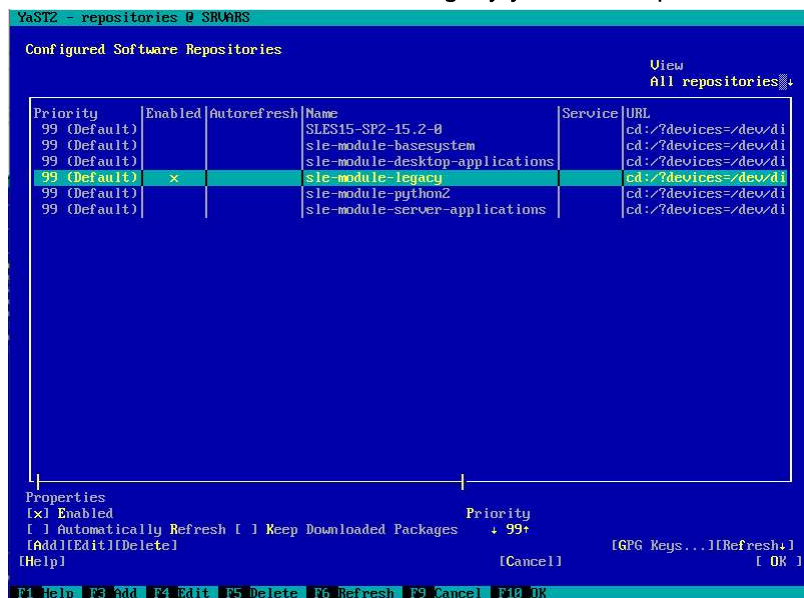 YaST2 - repositories @ SRVARS
Configured Software Repositories
View
All repositories↓
Priority |Enabled|Autorefresh|Name |Service|URL
99 (Default)| | |SLES15-SP2-15.2-0 | |cd:/?devices=/dev/di
99 (Default)| | |sle-module-basesystem | |cd:/?devices=/dev/di
99 (Default)| | |sle-module-desktop-applications| |cd:/?devices=/dev/di
99 (Default)| x | |sle-module-legacy | |cd:/?devices=/dev/di
99 (Default)| | |sle-module-python2 | |cd:/?devices=/dev/di
99 (Default)| | |sle-module-server-applications | |cd:/?devices=/dev/di
Properties
[x] Enabled Priority
[ ] Automatically Refresh [ ] Keep Downloaded Packages ↓ 99↑
[Add][Edit][Delete] [GPG Keys...][Refresh↓]
[Help] [Cancel] [ OK ]
F1 Help F3 Add F4 Edit F5 Delete F6 Refresh F9 Cancel F10 OK